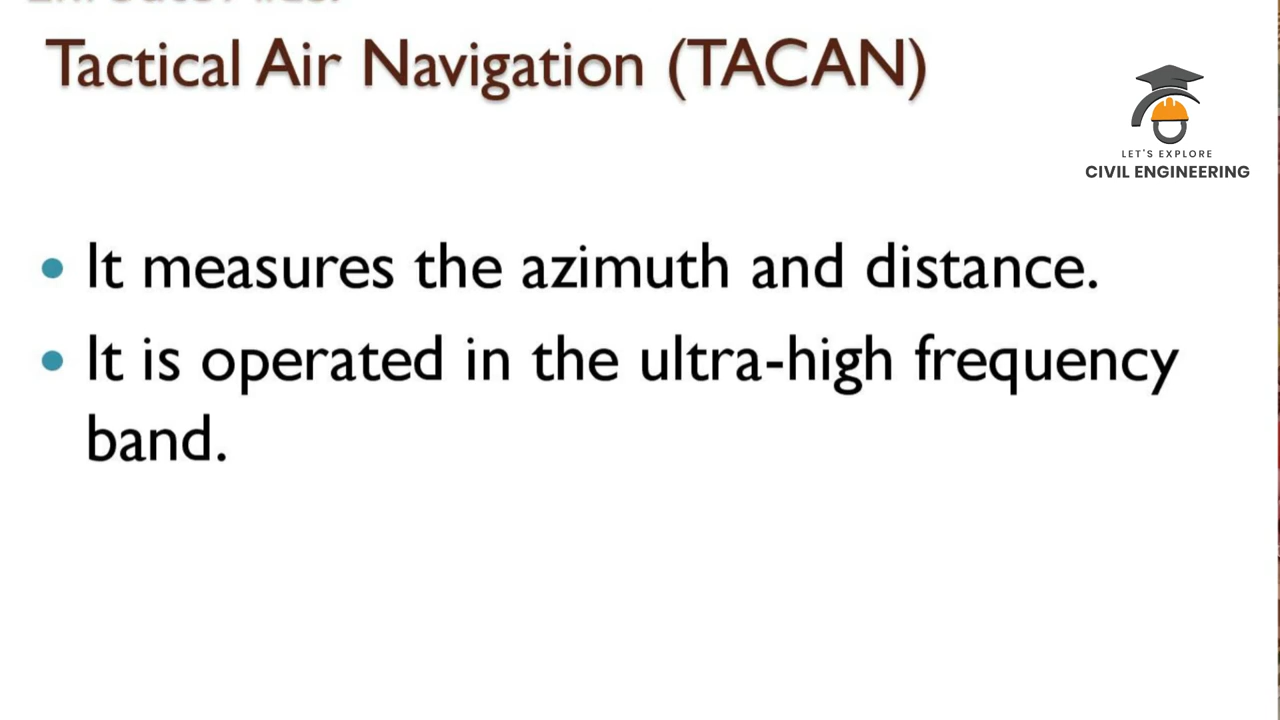 Tactical Air Navigation (TACAN)
LET'S EXPLORE
CIVIL ENGINEERING
• It measures the azimuth and distance.
• It is operated in the ultra-high frequency
band.